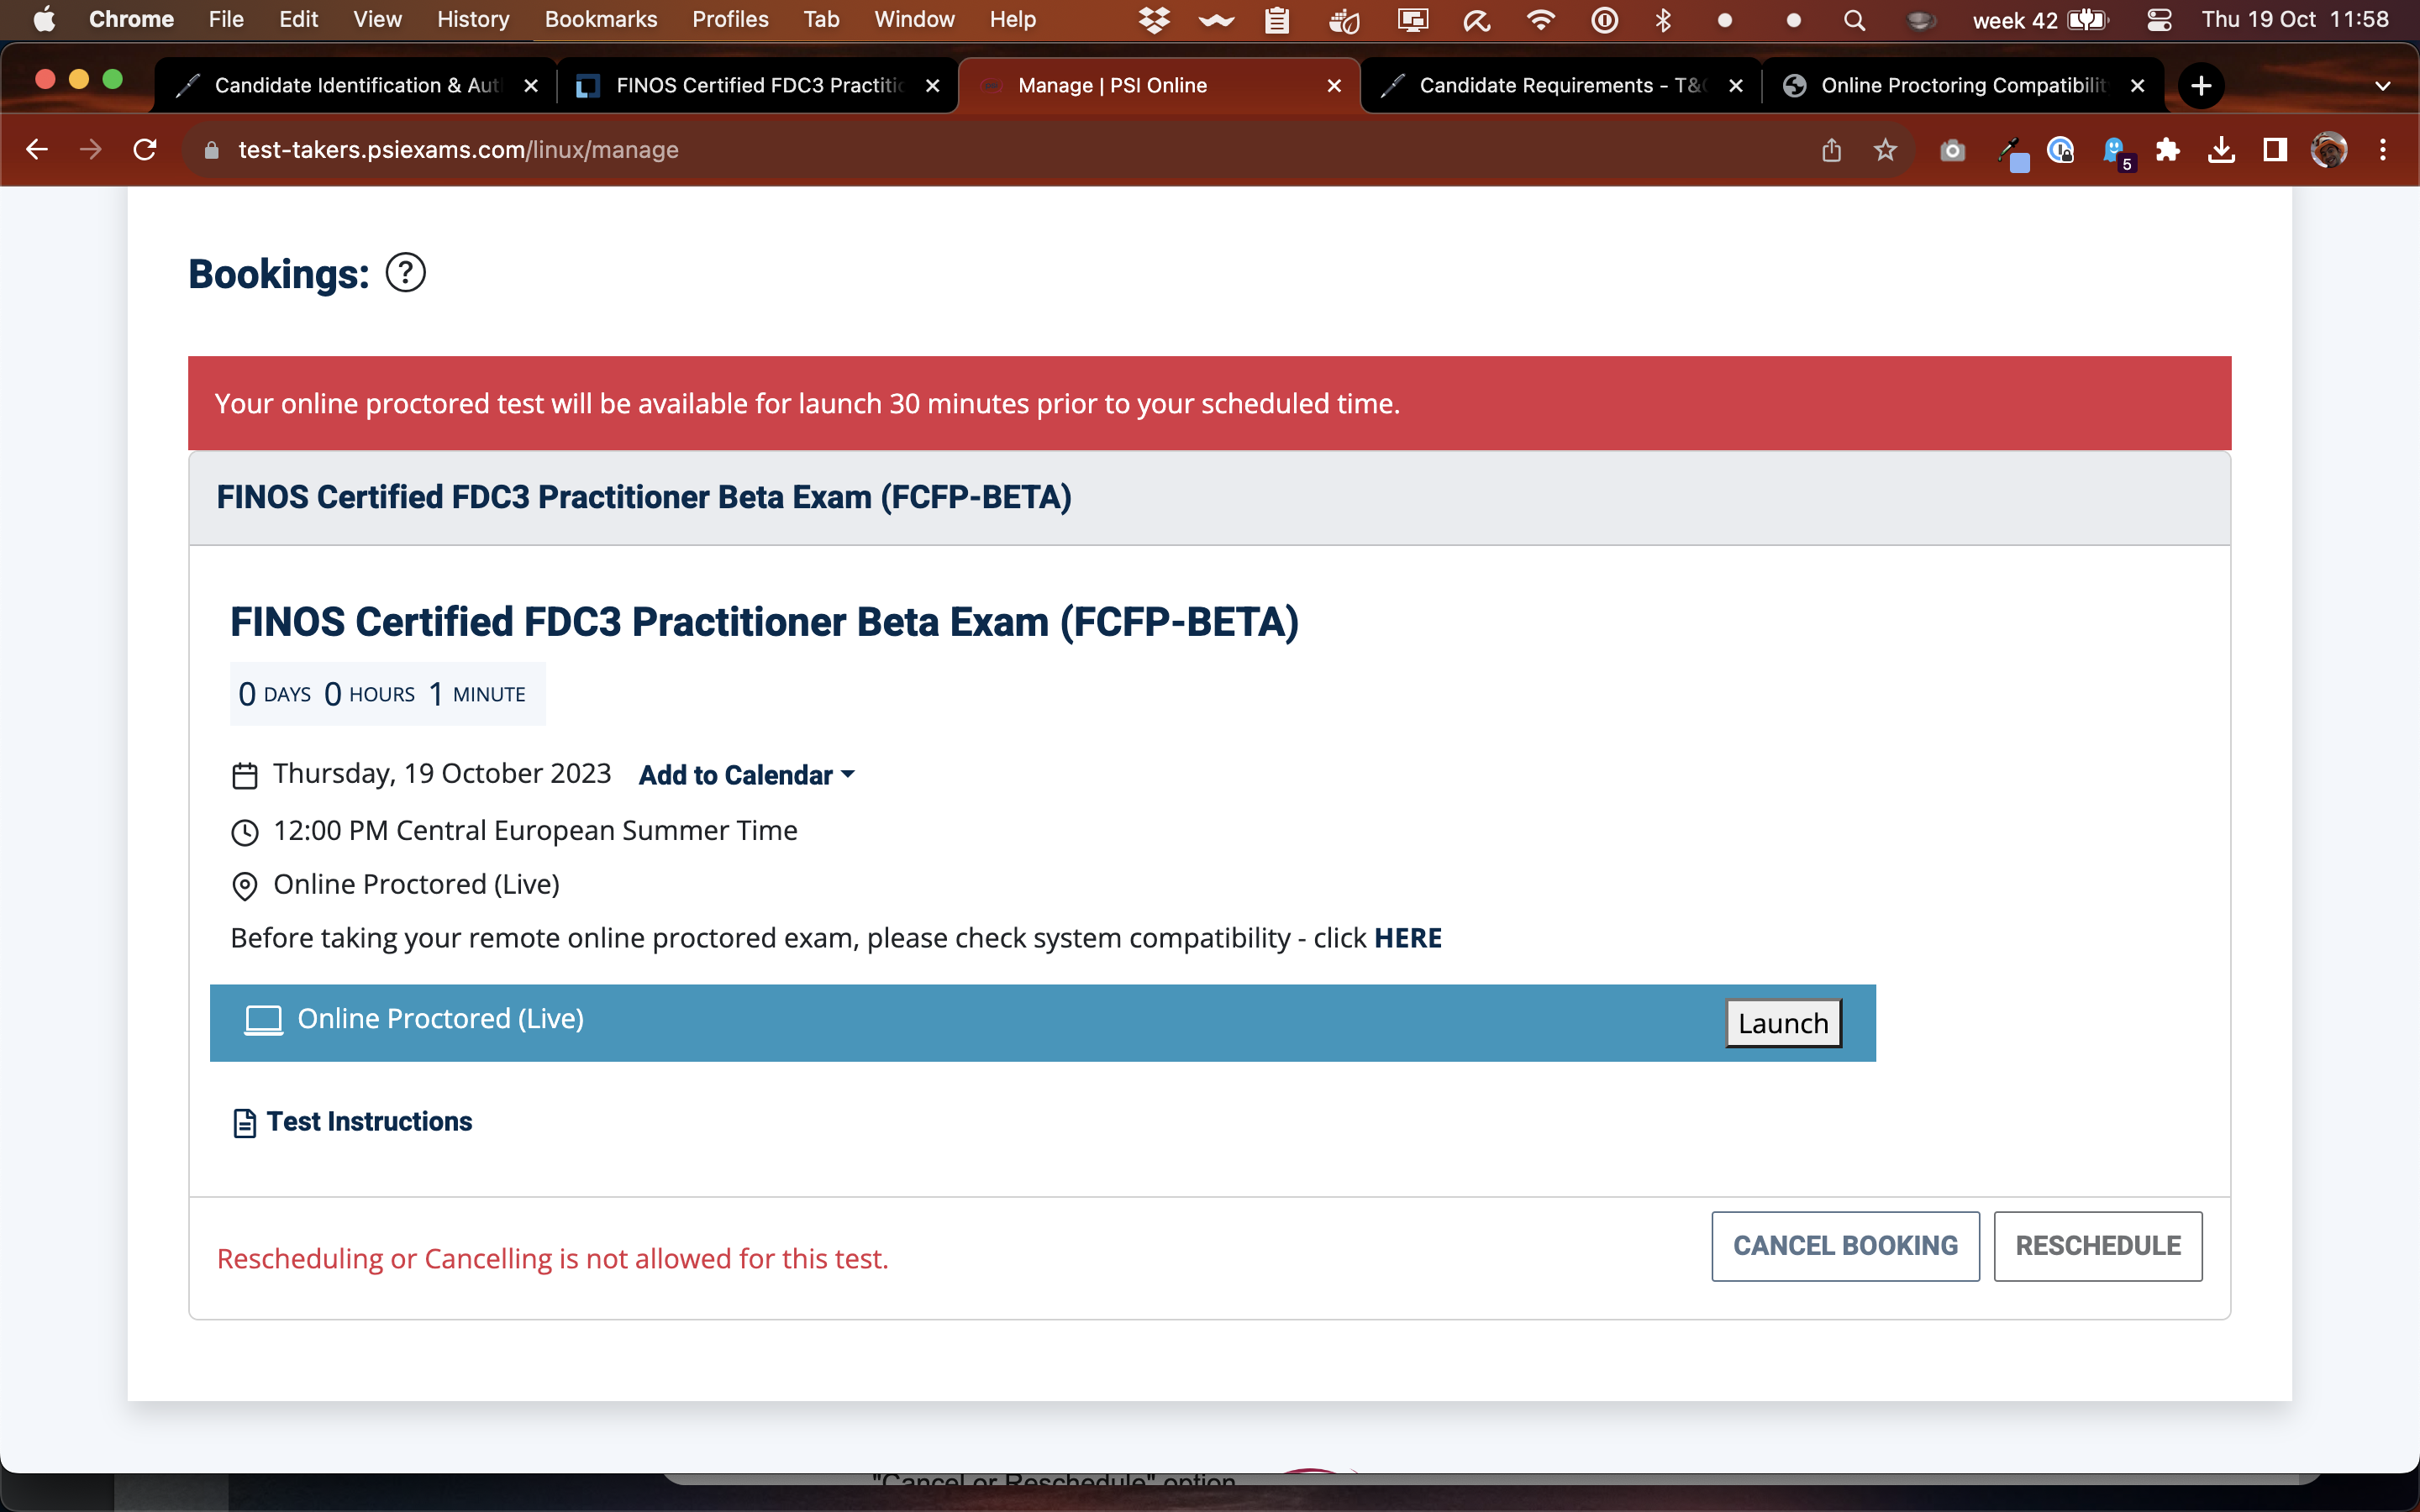 Chrome File Edit View History Bookmarks Profiles Tab Window Help week 42 Thu 19 Oct 11:58
Candidate Identification & Aut FINOS Certified FDC3 Practitio Manage | PSI Online Candidate Requirements - T&C Online Proctoring Compatibilit
test-takers.psiexams.com/linux/manage 5
Bookings: ?
Your online proctored test will be available for launch 30 minutes prior to your scheduled time.
FINOS Certified FDC3 Practitioner Beta Exam (FCFP-BETA)
FINOS Certified FDC3 Practitioner Beta Exam (FCFP-BETA)
0 DAYS 0 HOURS 1 MINUTE
Thursday, 19 October 2023 Add to Calendar
12:00 PM Central European Summer Time
Online Proctored (Live)
Before taking your remote online proctored exam, please check system compatibility - click HERE
Online Proctored (Live) Launch
Test Instructions
Rescheduling or Cancelling is not allowed for this test. CANCEL BOOKING RESCHEDULE
"Cancel or Reschedule" option